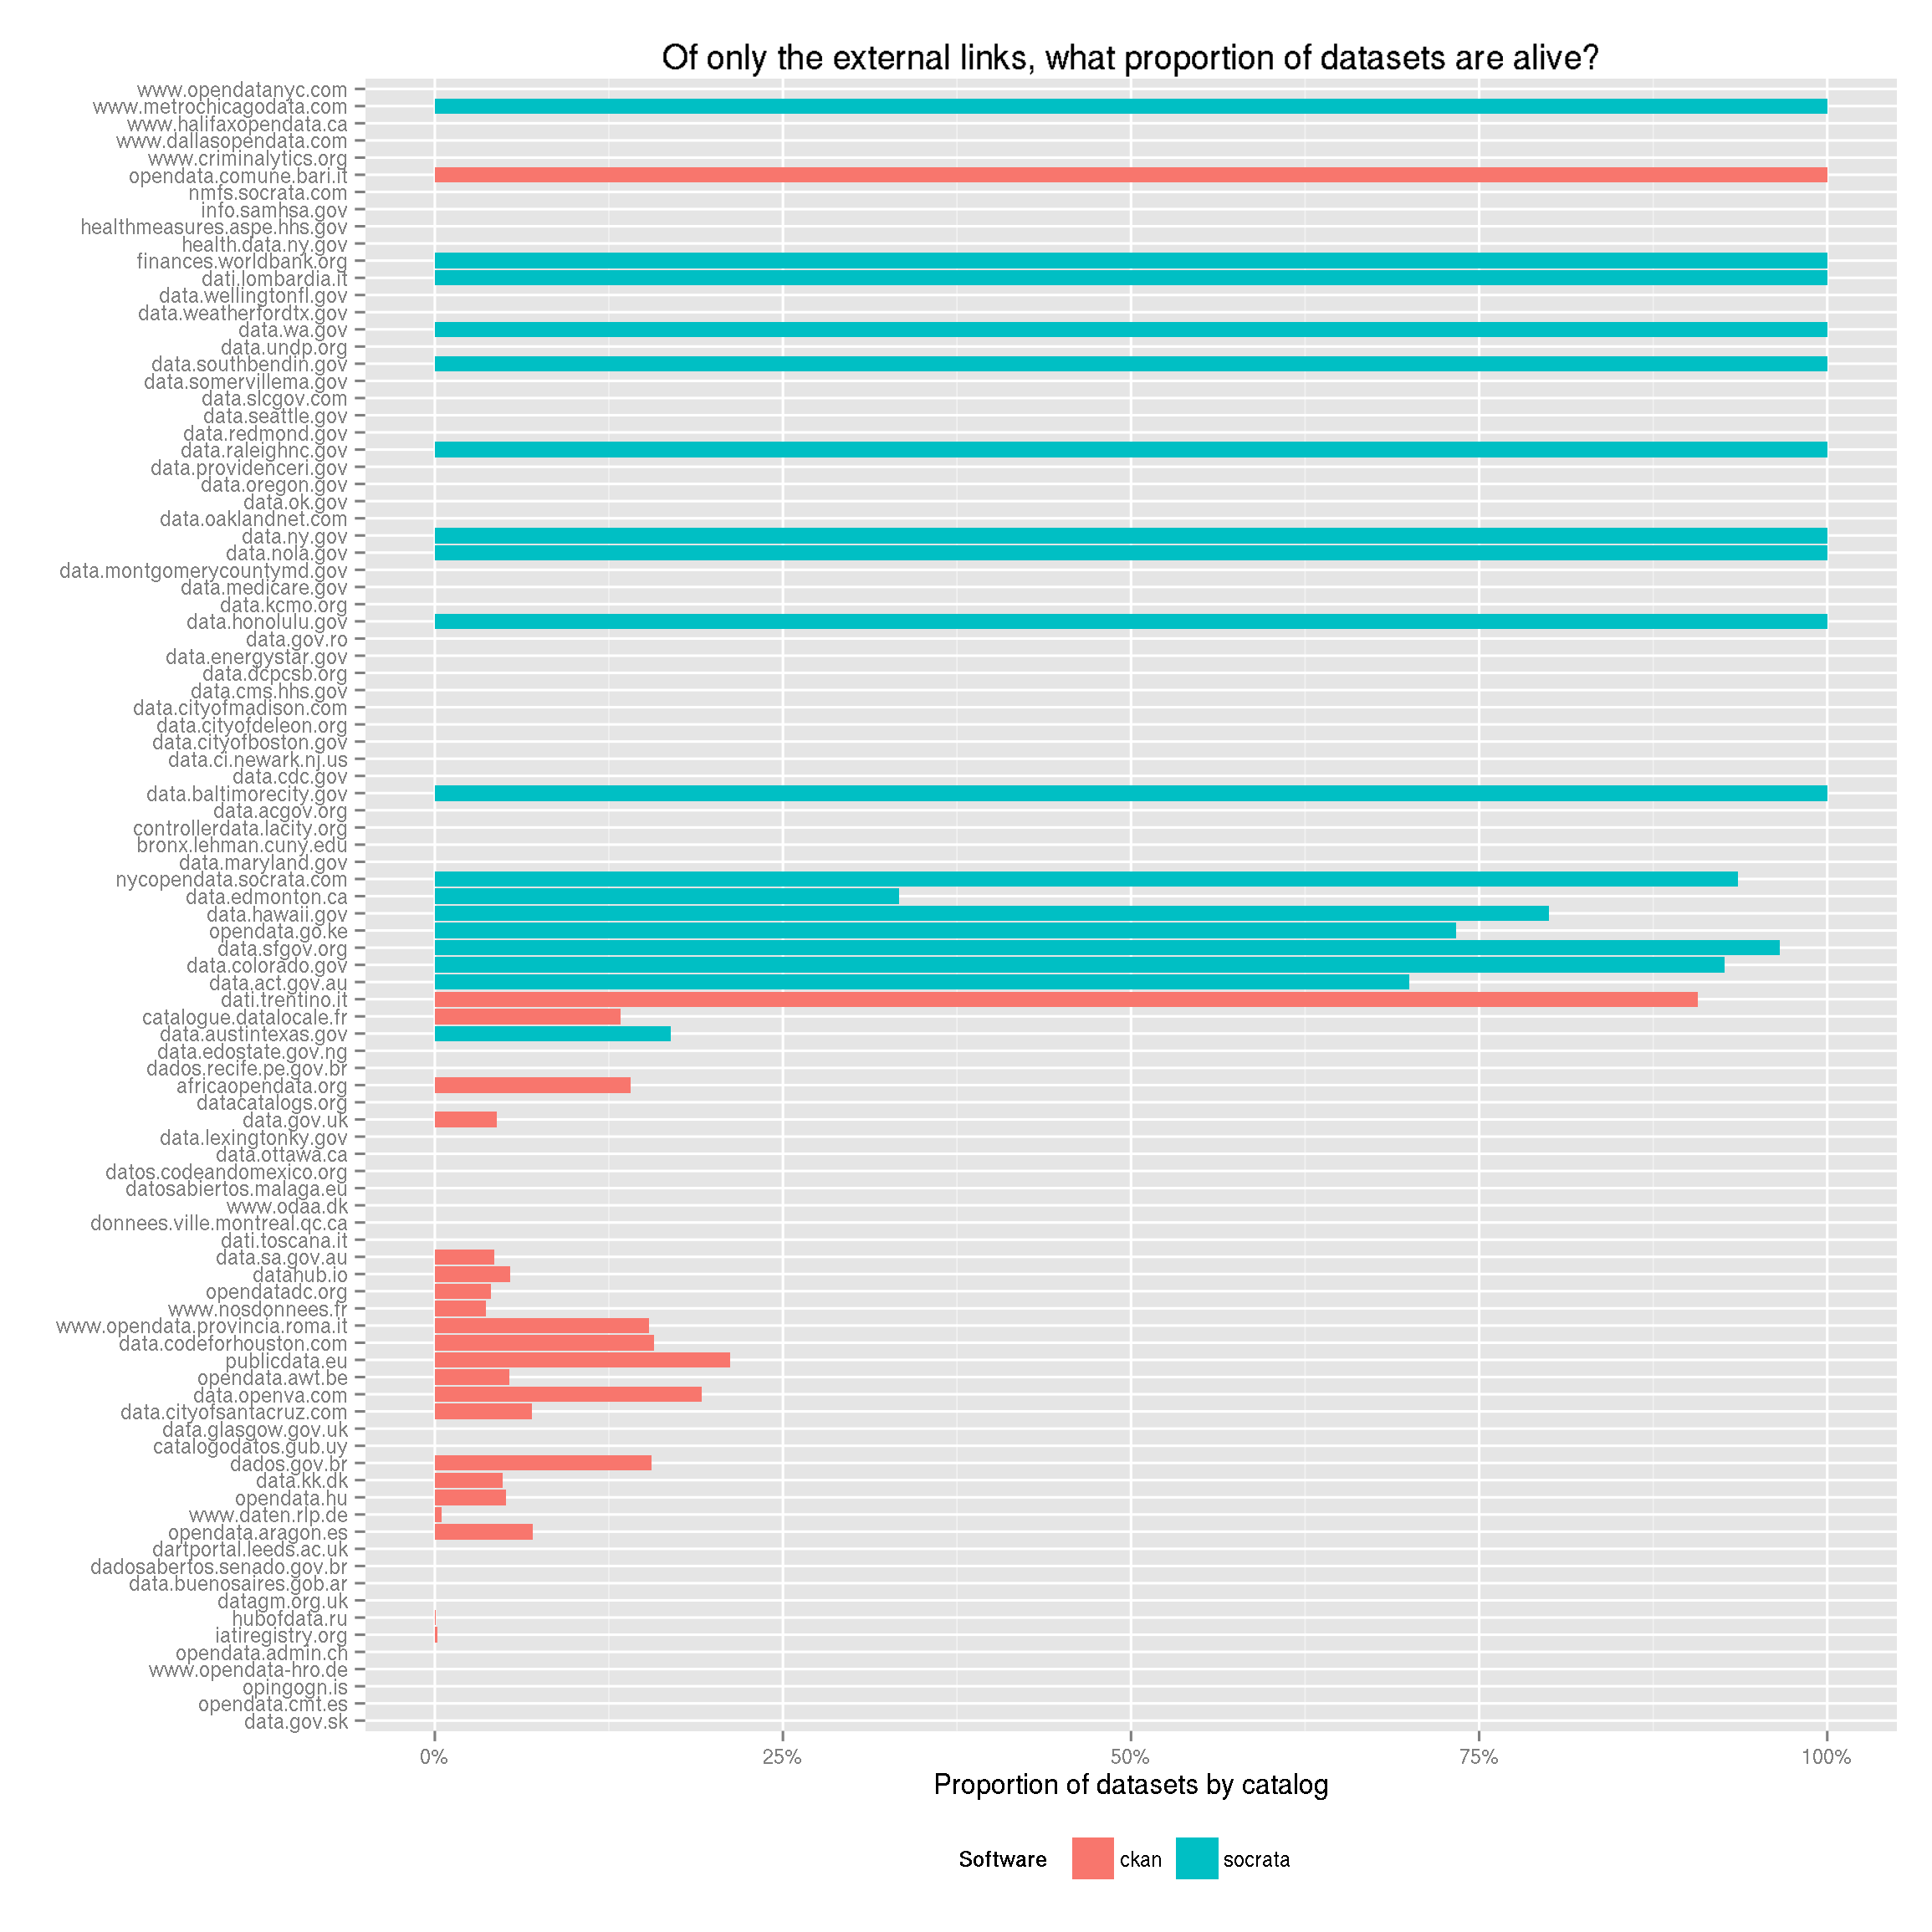 Of only the external links, what proportion of datasets are alive?
www.opendatanyc.com
www.metrochicagodata.com
www.halifaxopendata.ca
www.dallasopendata.com
www.criminalytics.org
opendata.comune.bari.it
nmfs.socrata.com
info.samhsa.gov
healthmeasures.aspe.hhs.gov
health.data.ny.gov
finances.worldbank.org
dati.lombardia.it
data.wellingtonfl.gov
data.weatherfordtx.gov
data.wa.gov
data.undp.org
data.southbendin.gov
data.somervillema.gov
data.slcgov.com
data.seattle.gov
data.redmond.gov
data.raleighnc.gov
data.providenceri.gov
data.oregon.gov
data.ok.gov
data.oaklandnet.com
data.ny.gov
data.nola.gov
data.montgomerycountymd.gov
data.medicare.gov
data.kcmo.org
data.honolulu.gov
data.gov.ro
data.energystar.gov
data.dcpcsb.org
data.cms.hhs.gov
data.cityofmadison.com
data.cityofdeleon.org
data.cityofboston.gov
data.ci.newark.nj.us
data.cdc.gov
data.baltimorecity.gov
data.acgov.org
controllerdata.lacity.org
bronx.lehman.cuny.edu
data.maryland.gov
nycopendata.socrata.com
data.edmonton.ca
data.hawaii.gov
opendata.go.ke
data.sfgov.org
data.colorado.gov
data.act.gov.au
dati.trentino.it
catalogue.datalocale.fr
data.austintexas.gov
data.edostate.gov.ng
dados.recife.pe.gov.br
africaopendata.org
datacatalogs.org
data.gov.uk
data.lexingtonky.gov
data.ottawa.ca
datos.codeandomexico.org
datosabiertos.malaga.eu
www.odaa.dk
donnees.ville.montreal.qc.ca
dati.toscana.it
data.sa.gov.au
datahub.io
opendatadc.org
www.nosdonnees.fr
www.opendata.provincia.roma.it
data.codeforhouston.com
publicdata.eu
opendata.awt.be
data.openva.com
data.cityofsantacruz.com
data.glasgow.gov.uk
catalogodatos.gub.uy
dados.gov.br
data.kk.dk
opendata.hu
www.daten.rlp.de
opendata.aragon.es
dartportal.leeds.ac.uk
dadosabertos.senado.gov.br
data.buenosaires.gob.ar
datagm.org.uk
hubofdata.ru
iatiregistry.org
opendata.admin.ch
www.opendata-hro.de
opingogn.is
opendata.cmt.es
data.gov.sk
0% 25% 50% 75% 100%
Proportion of datasets by catalog
Software ckan socrata